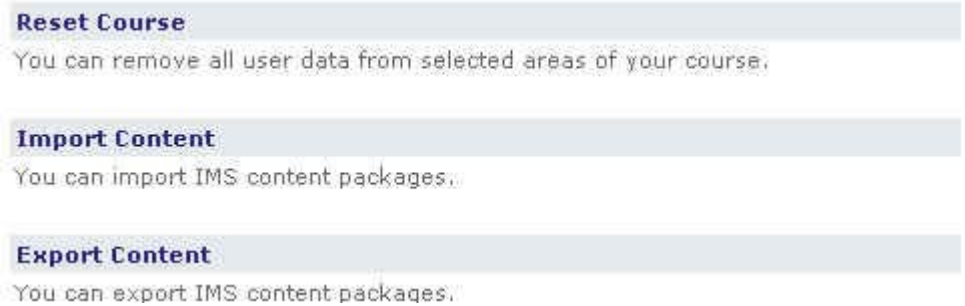 Reset Course
You can remove all user data from selected areas of your course.
Import Content
You can import IMS content packages.
Export Content
You can export IMS content packages.